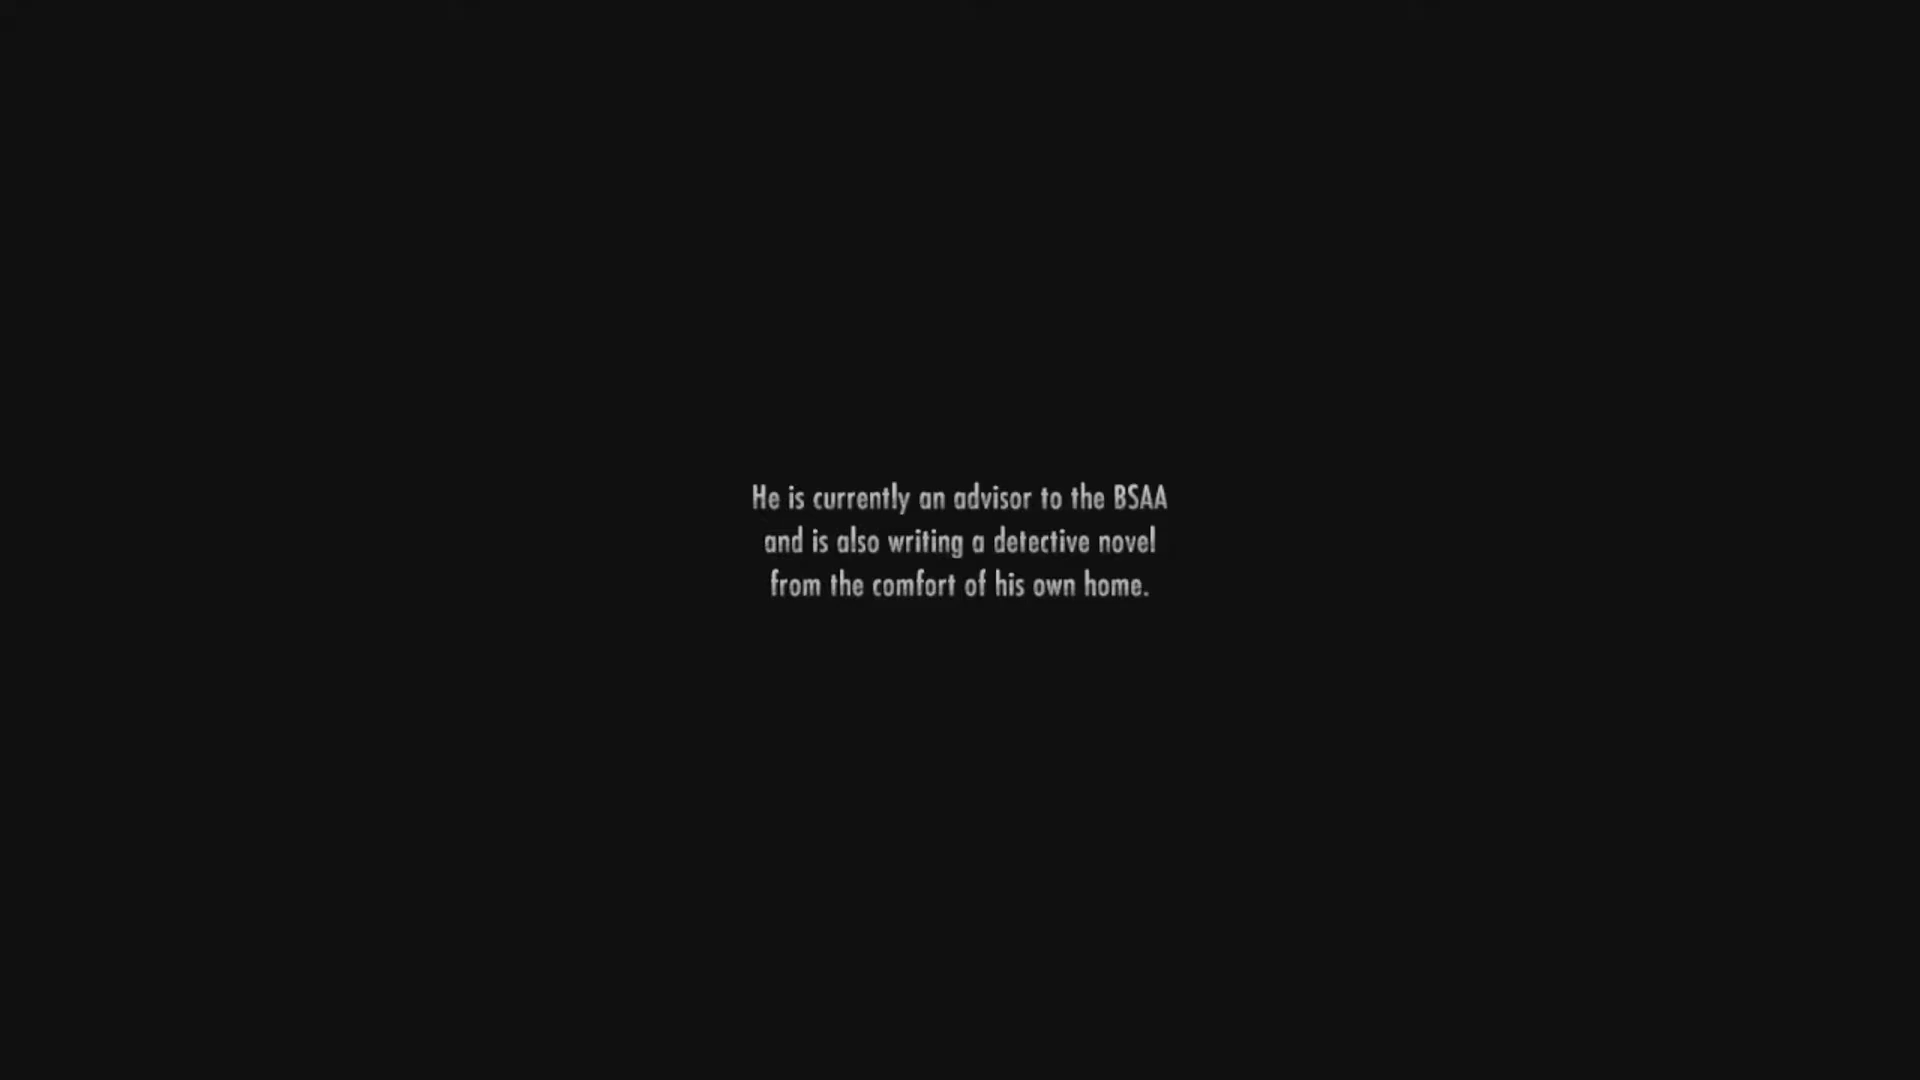 He is currently an advisor to the BSAA
and is also writing a detective novel
from the comfort of his own home.